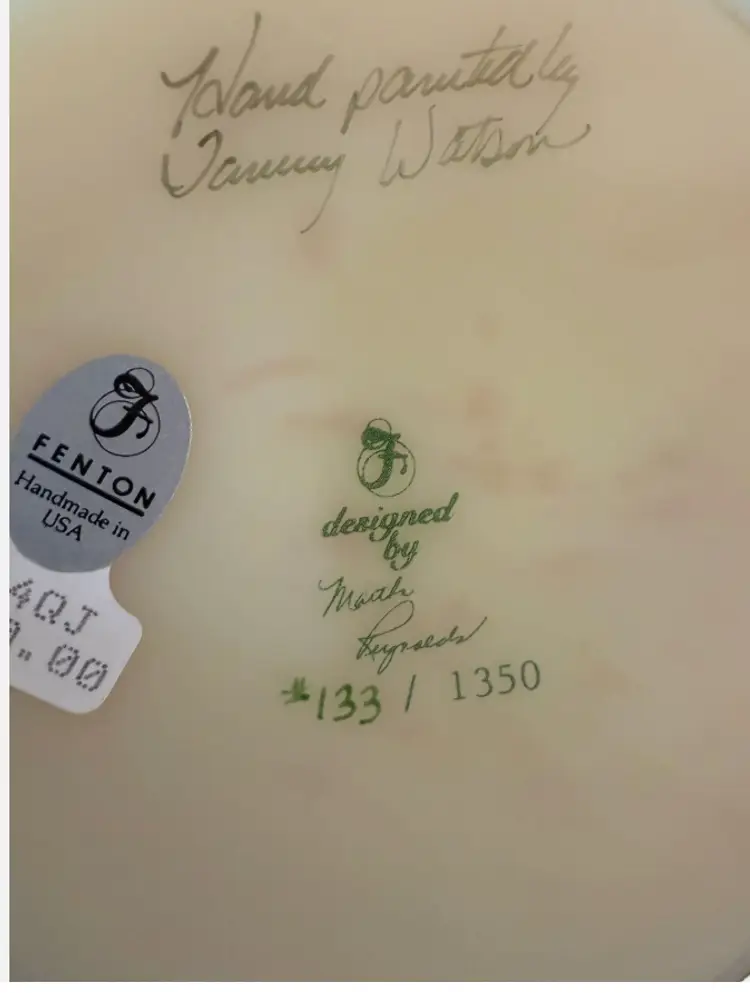 Hand painted by
Tammy Watson
F
FENTON
Handmade in
USA
4QJ
.00
F
designed
by
Martha
Reynolds
#133 / 1350